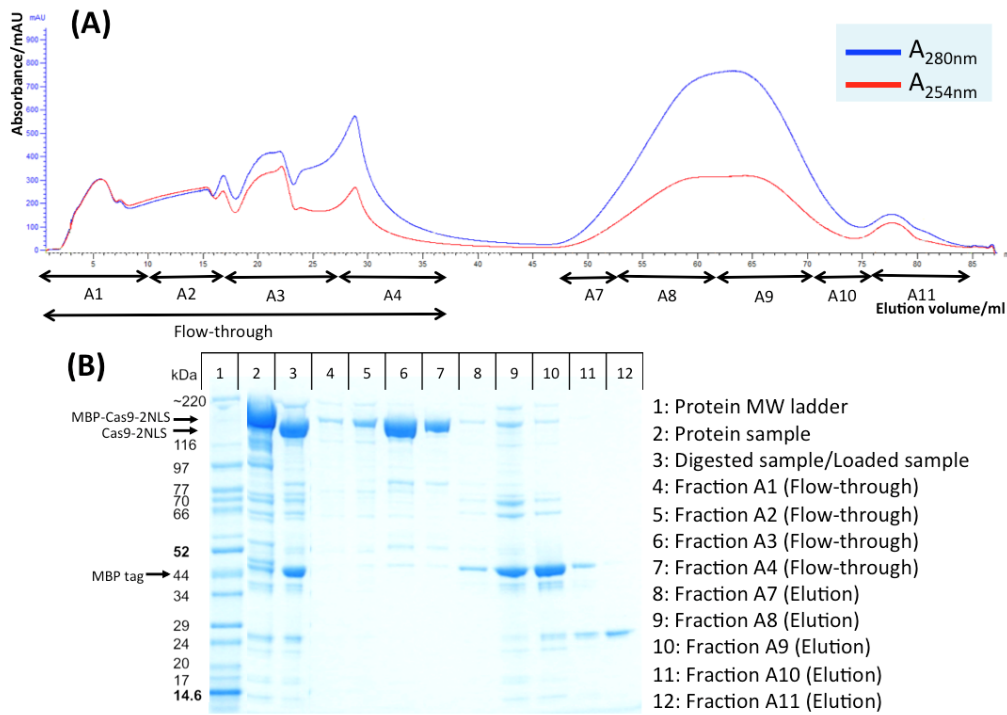 (A)
mAU
Absorbance/mAU
900
800
700
600
500
400
300
200
100
0
A280nm
A254nm
5 10 15 20 25 30 35 40 45 50 55 60 65 70 75 80 85
A1 A2 A3 A4 A7 A8 A9 A10 A11
Elution volume/ml
Flow-through
(B)
kDa 1 2 3 4 5 6 7 8 9 10 11 12
~220
MBP-Cas9-2NLS
Cas9-2NLS
116
97
77
70
66
52
MBP tag
44
34
29
24
20
17
14.6
1: Protein MW ladder
2: Protein sample
3: Digested sample/Loaded sample
4: Fraction A1 (Flow-through)
5: Fraction A2 (Flow-through)
6: Fraction A3 (Flow-through)
7: Fraction A4 (Flow-through)
8: Fraction A7 (Elution)
9: Fraction A8 (Elution)
10: Fraction A9 (Elution)
11: Fraction A10 (Elution)
12: Fraction A11 (Elution)